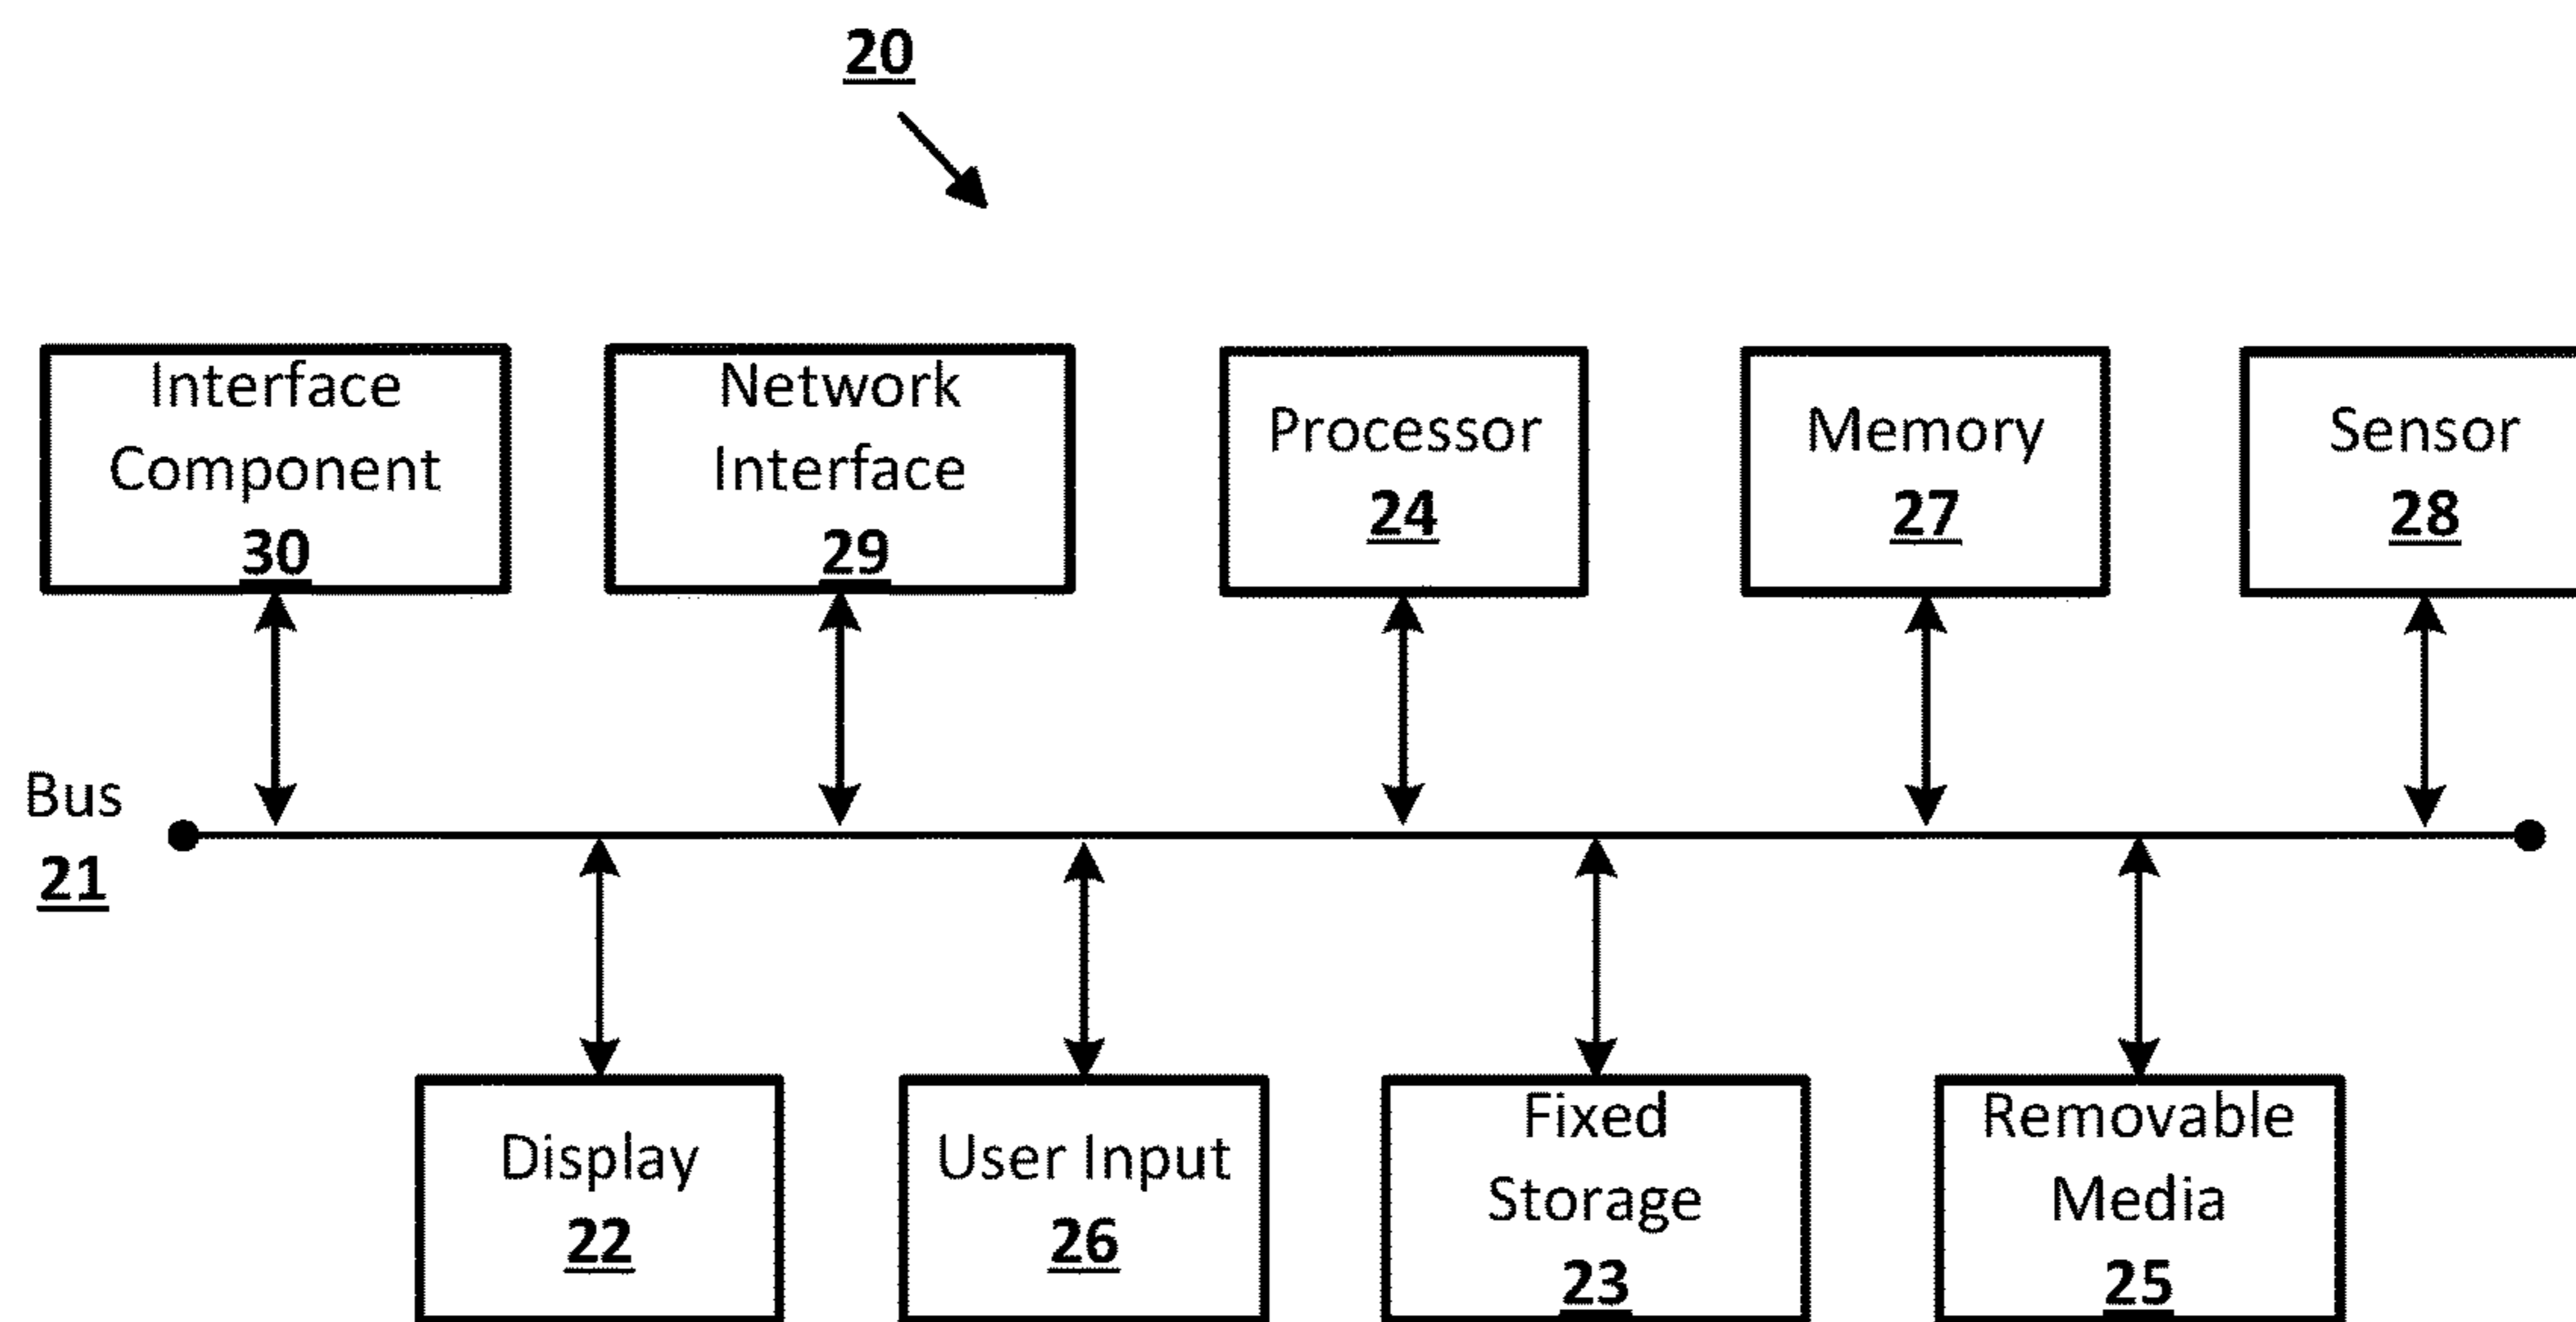 20
Interface
Component
30
Network
Interface
29
Processor
24
Memory
27
Sensor
28
Bus
21
Display
22
User Input
26
Fixed
Storage
23
Removable
Media
25